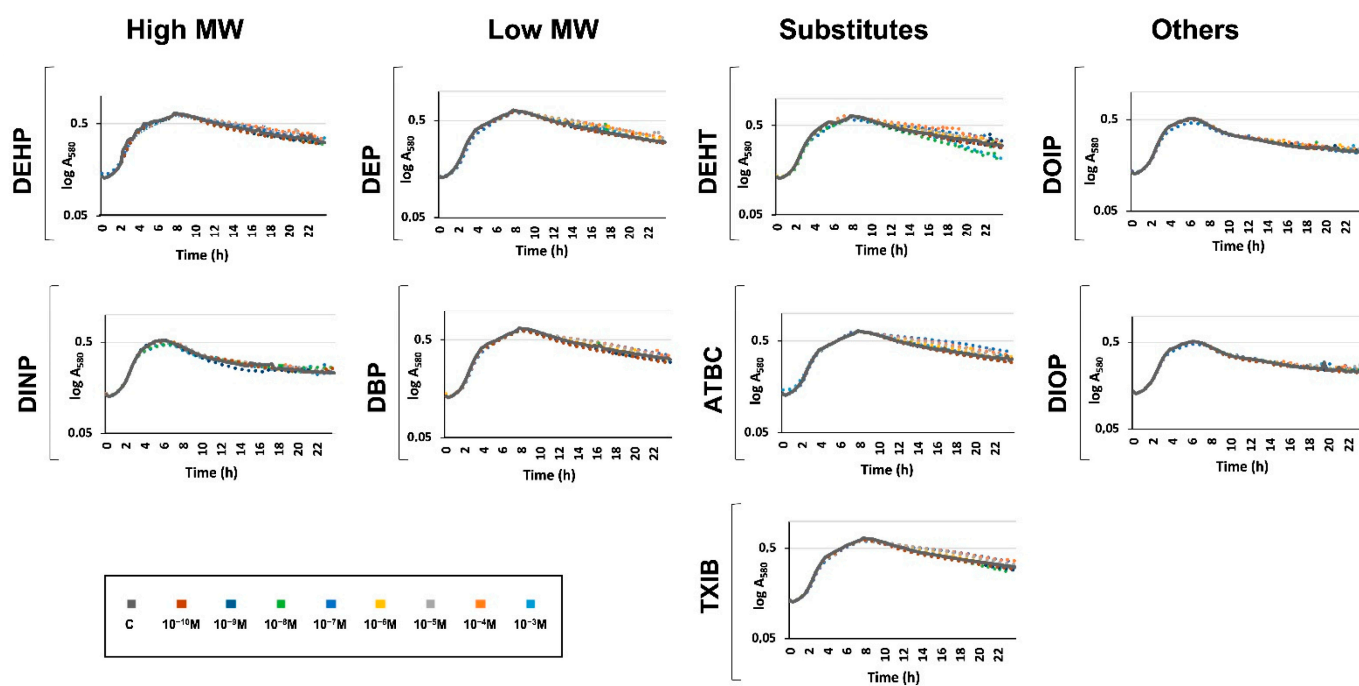 High MW
Low MW
Substitutes
Others
DEHP
log A580
0.5
0.05
0 2 4 6 8 10 12 14 16 18 20 22
Time (h)
DEP
log A580
0.5
0.05
0 2 4 6 8 10 12 14 16 18 20 22
Time (h)
DEHT
log A580
0.5
0.05
0 2 4 6 8 10 12 14 16 18 20 22
Time (h)
DOIP
log A580
0.5
0.05
0 2 4 6 8 10 12 14 16 18 20 22
Time (h)
DINP
log A580
0.5
0.05
0 2 4 6 8 10 12 14 16 18 20 22
Time (h)
DBP
log A580
0.5
0.05
0 2 4 6 8 10 12 14 16 18 20 22
Time (h)
ATBC
log A580
0.5
0.05
0 2 4 6 8 10 12 14 16 18 20 22
Time (h)
DIOP
log A580
0.5
0.05
0 2 4 6 8 10 12 14 16 18 20 22
Time (h)
TXIB
log A580
0.5
0,05
0 2 4 6 8 10 12 14 16 18 20 22
Time (h)
C 10⁻¹⁰M 10⁻⁹M 10⁻⁸M 10⁻⁷M 10⁻⁶M 10⁻⁵M 10⁻⁴M 10⁻³M